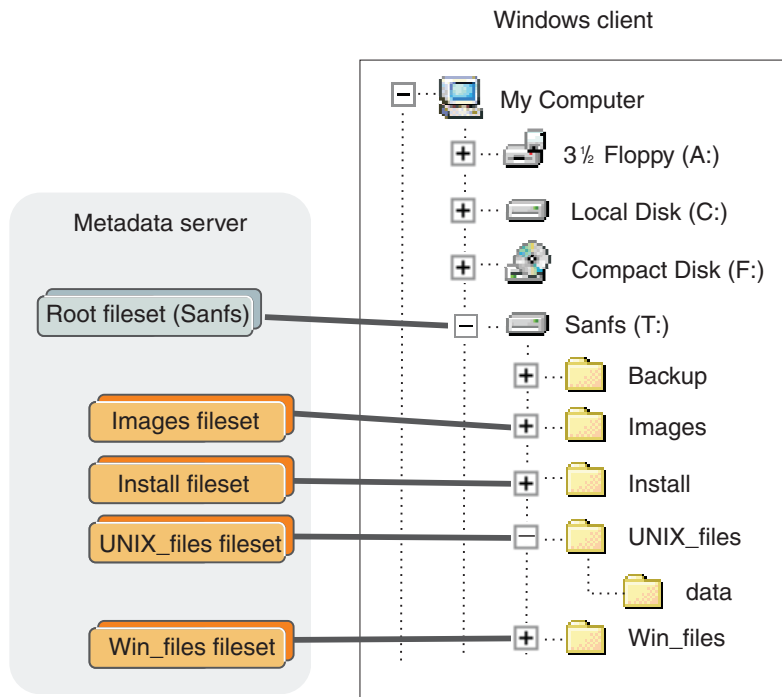 Windows client
My Computer
3½ Floppy (A:)
Local Disk (C:)
Metadata server
Compact Disk (F:)
Root fileset (Sanfs)
Sanfs (T:)
Backup
Images fileset
Images
Install fileset
Install
UNIX_files fileset
UNIX_files
data
Win_files fileset
Win_files